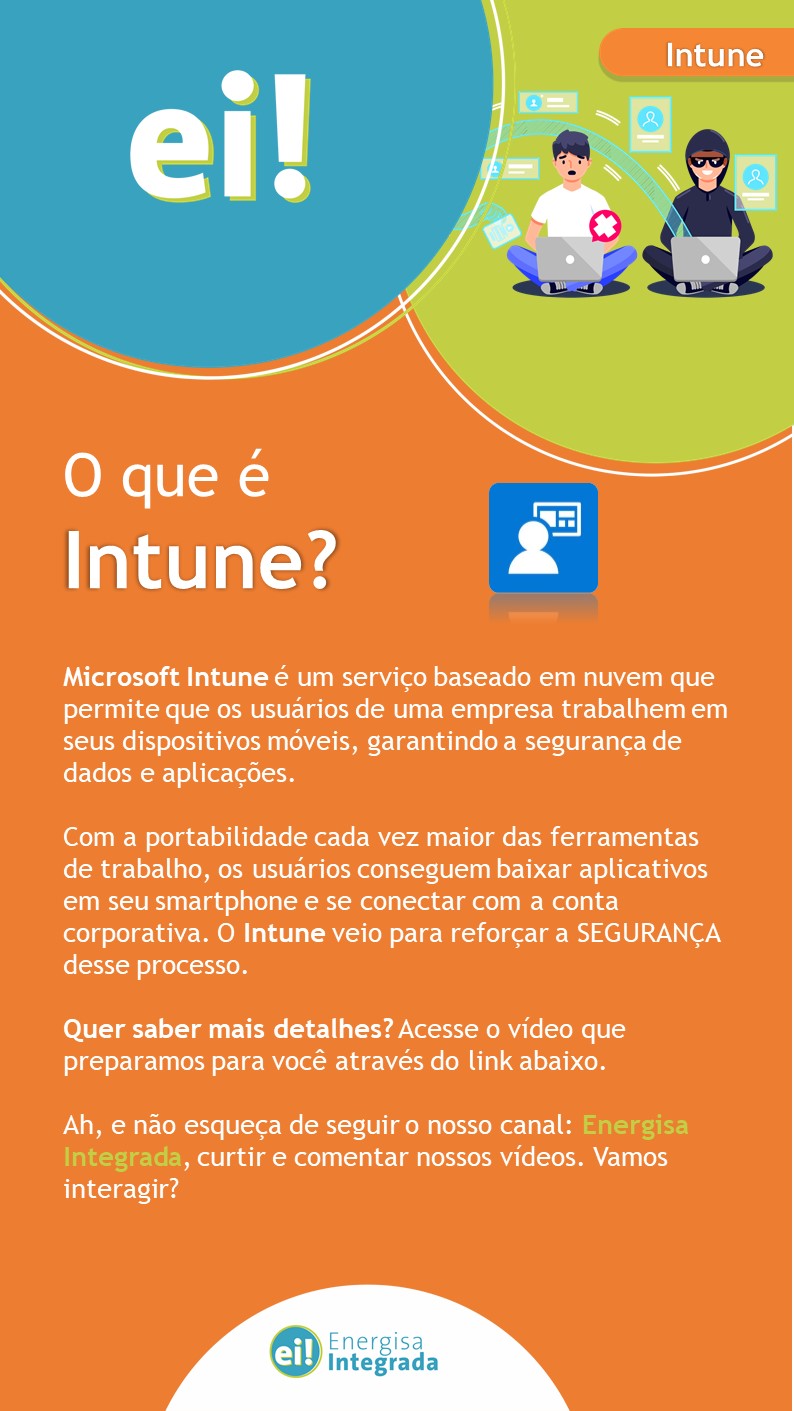 ei!
Intune
O que é
Intune?
Microsoft Intune é um serviço baseado em nuvem que
permite que os usuários de uma empresa trabalhem em
seus dispositivos móveis, garantindo a segurança de
dados e aplicações.
Com a portabilidade cada vez maior das ferramentas
de trabalho, os usuários conseguem baixar aplicativos
em seu smartphone e se conectar com a conta
corporativa. O Intune veio para reforçar a SEGURANÇA
desse processo.
Quer saber mais detalhes? Acesse o vídeo que
preparamos para você através do link abaixo.
Ah, e não esqueça de seguir o nosso canal: Energisa
Integrada, curtir e comentar nossos vídeos. Vamos
interagir?
ei! Energisa
Integrada